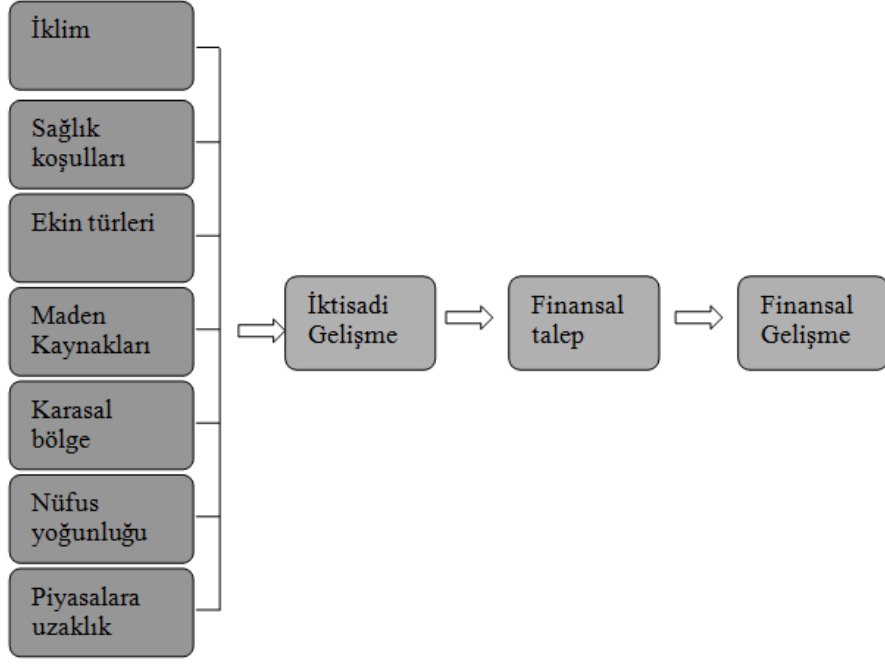 İklim
Sağlık
koşulları
Ekin türleri
Maden
Kaynakları
Karasal
bölge
Nüfus
yoğunluğu
Piyasalara
uzaklık
İktisadi
Gelişme
Finansal
talep
Finansal
Gelişme